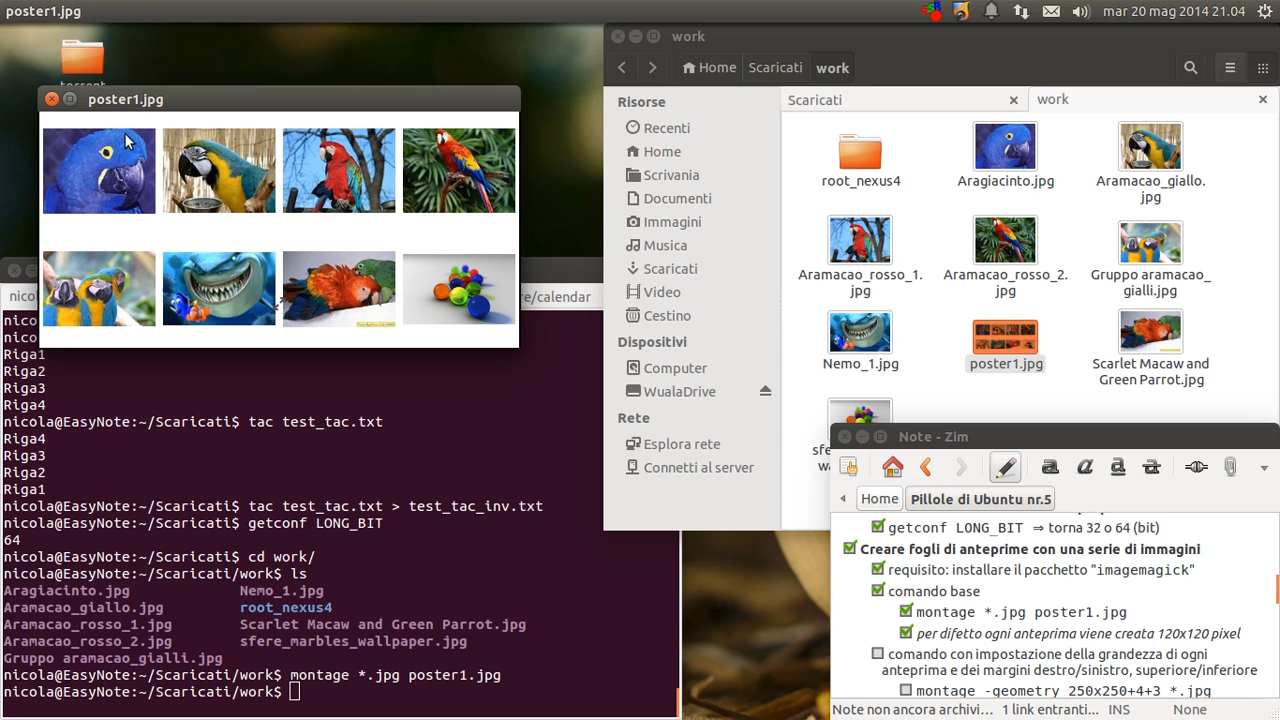 poster1.jpg
mar 20 mag 2014 21.04
work
Home
Scaricati
work
Scaricati
work
poster1.jpg
Risorse
Recenti
Home
Scrivania
Documenti
Immagini
Musica
Scaricati
Video
Cestino
Dispositivi
Computer
WualaDrive
Rete
Esplora rete
Connetti al server
root_nexus4
Aragiacinto.jpg
Aramacao_giallo.
jpg
Aramacao_rosso_1.
jpg
Aramacao_rosso_2.
jpg
Gruppo aramacao_
gialli.jpg
Nemo_1.jpg
poster1.jpg
Scarlet Macaw and
Green Parrot.jpg
re/calendar
Riga1
Riga2
Riga3
Riga4
nicola@EasyNote:~/Scaricati$ tac test_tac.txt
Riga4
Riga3
Riga2
Riga1
nicola@EasyNote:~/Scaricati$ tac test_tac.txt > test_tac_inv.txt
nicola@EasyNote:~/Scaricati$ getconf LONG_BIT
64
nicola@EasyNote:~/Scaricati$ cd work/
nicola@EasyNote:~/Scaricati/work$ ls
Aragiacinto.jpg Nemo_1.jpg
Aramacao_giallo.jpg root_nexus4
Aramacao_rosso_1.jpg Scarlet Macaw and Green Parrot.jpg
Aramacao_rosso_2.jpg sfere_marbles_wallpaper.jpg
Gruppo aramacao_gialli.jpg
nicola@EasyNote:~/Scaricati/work$ montage *.jpg poster1.jpg
nicola@EasyNote:~/Scaricati/work$
Note - Zim
Home
Pillole di Ubuntu nr.5
getconf LONG_BIT ⇒ torna 32 o 64 (bit)
Creare fogli di anteprime con una serie di immagini
requisito: installare il pacchetto "imagemagick"
comando base
montage *.jpg poster1.jpg
per difetto ogni anteprima viene creata 120x120 pixel
comando con impostazione della grandezza di ogni
anteprima e dei margini destro/sinistro, superiore/inferiore
montage -geometry 250x250+4+3 *.jpg
Note non ancora archivi... 1 link entranti... INS None